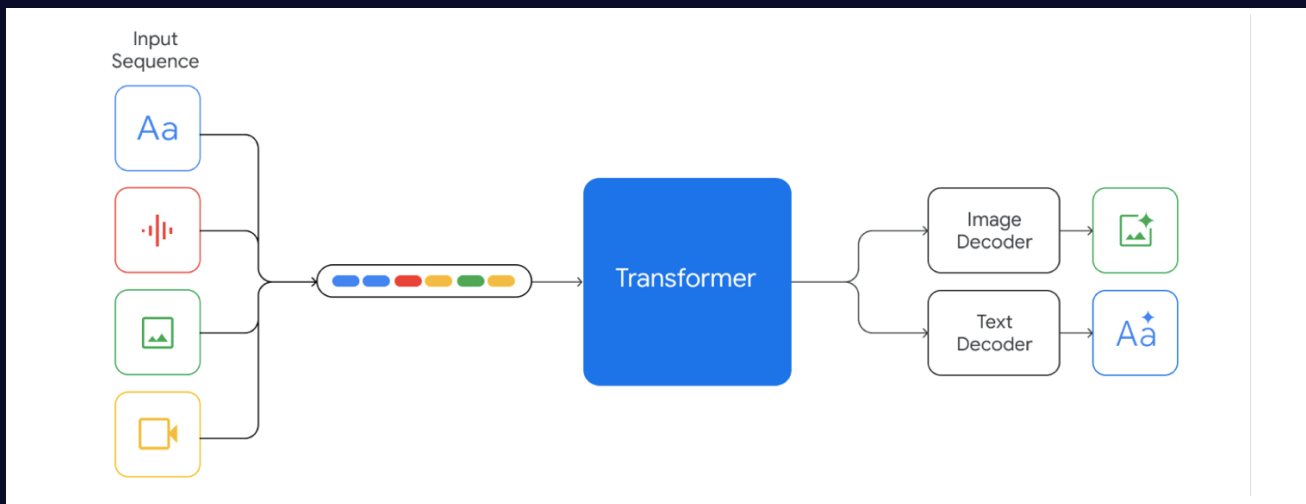 Input
Sequence
Aa
Transformer
Image
Decoder
Text
Decoder
Aa